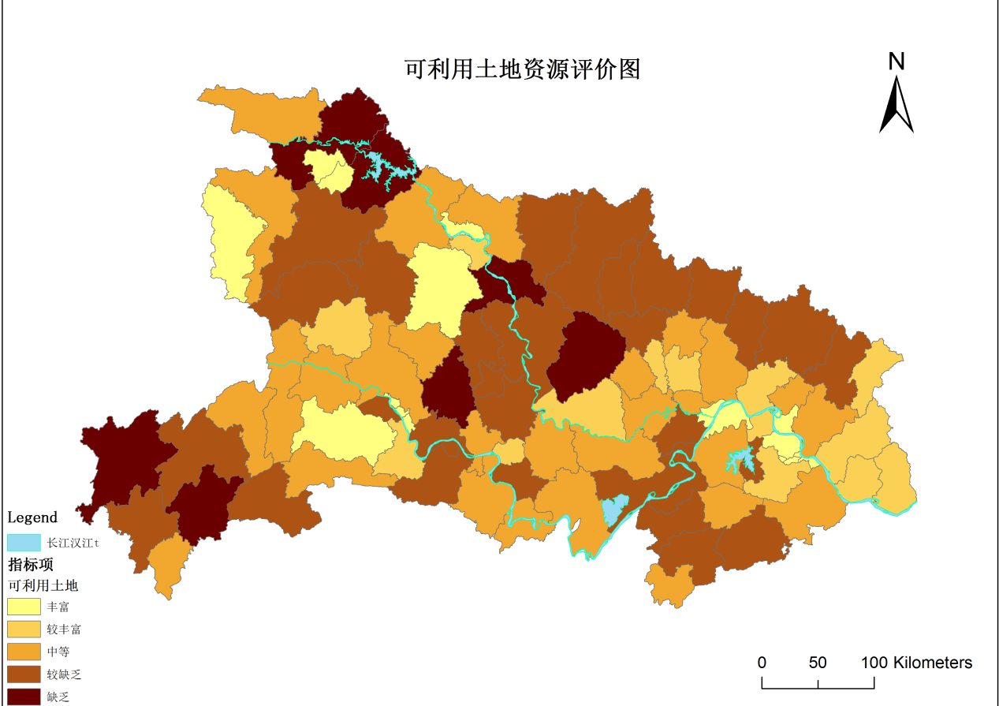 可利用土地资源评价图
N
Legend
长江汉江t
指标项
可利用土地
丰富
较丰富
中等
较缺乏
缺乏
0 50 100 Kilometers